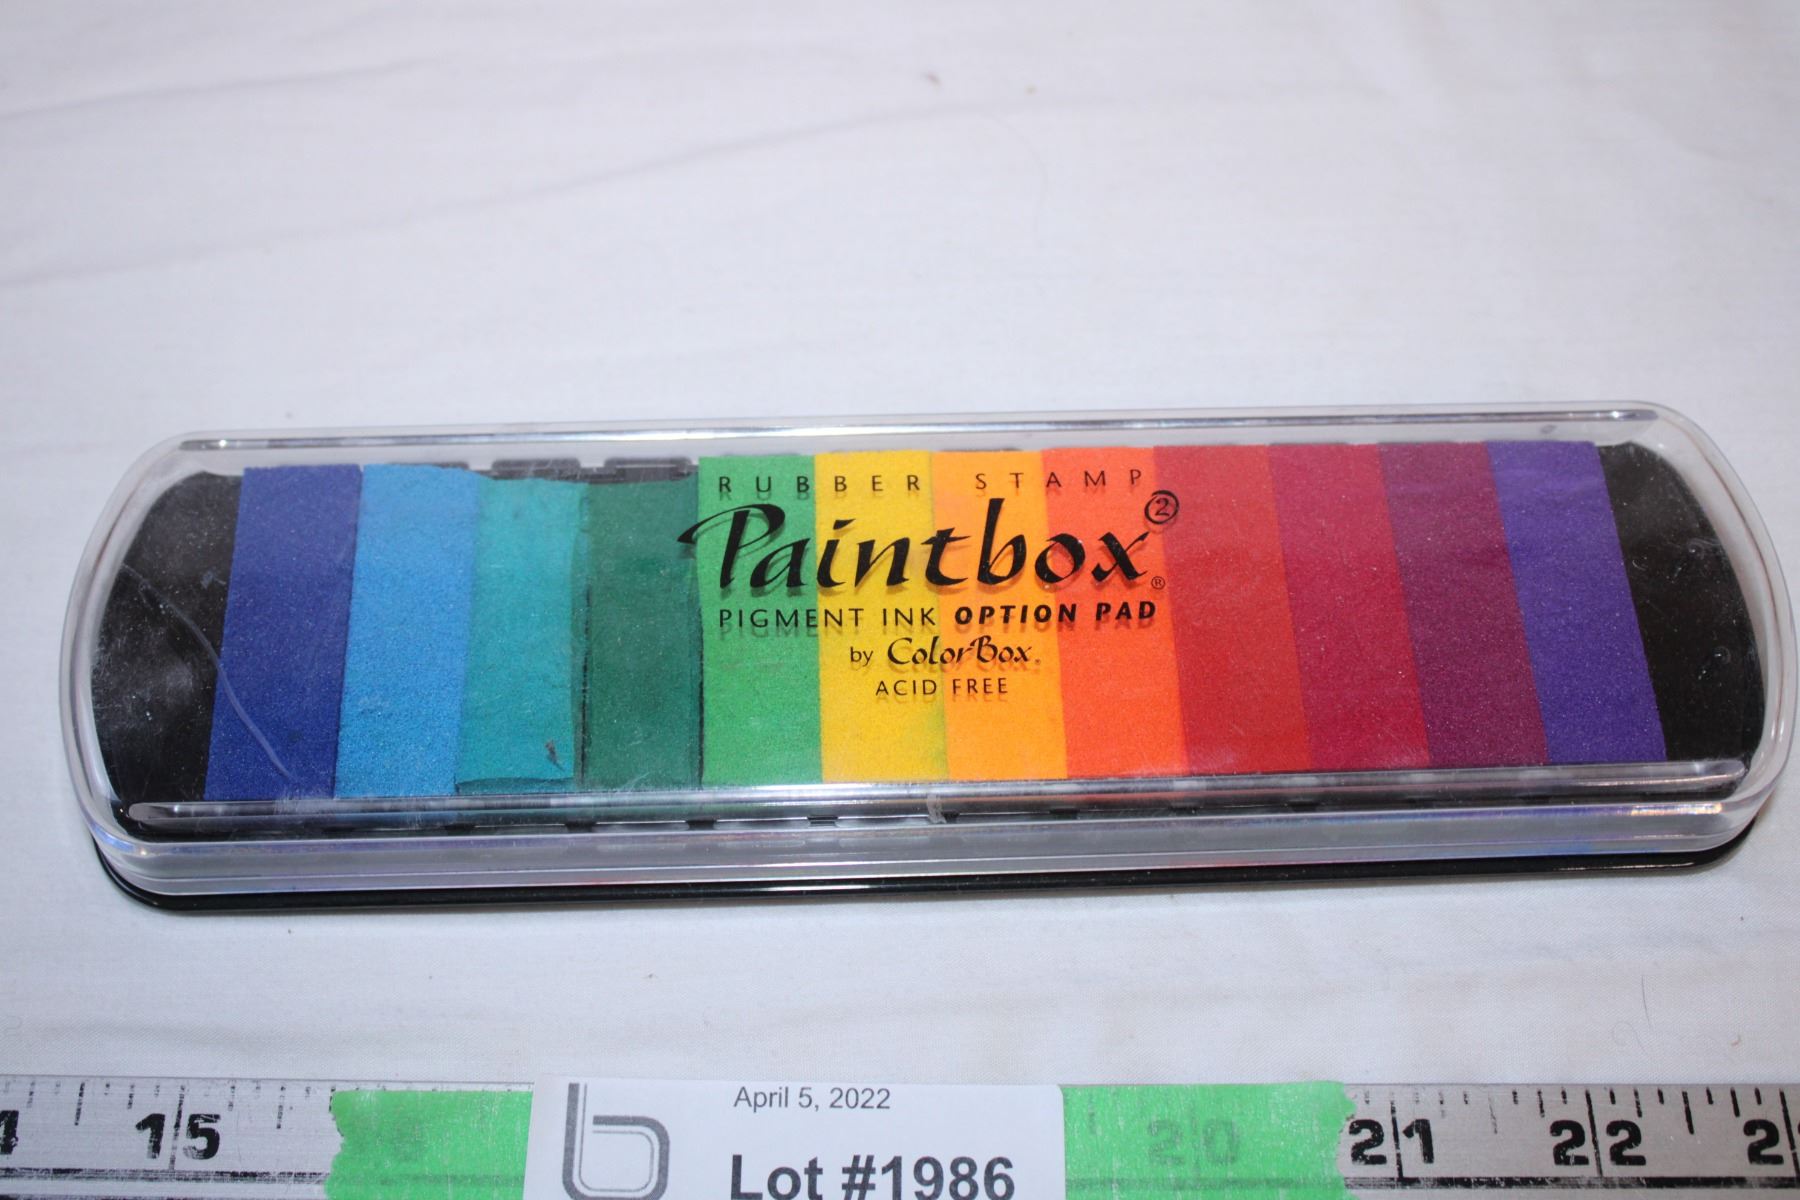 RUBBER STAMP
Paintbox ②®
PIGMENT INK OPTION PAD
by ColorBox®
ACID FREE
April 5, 2022
b
Lot #1986
15 20 21 22